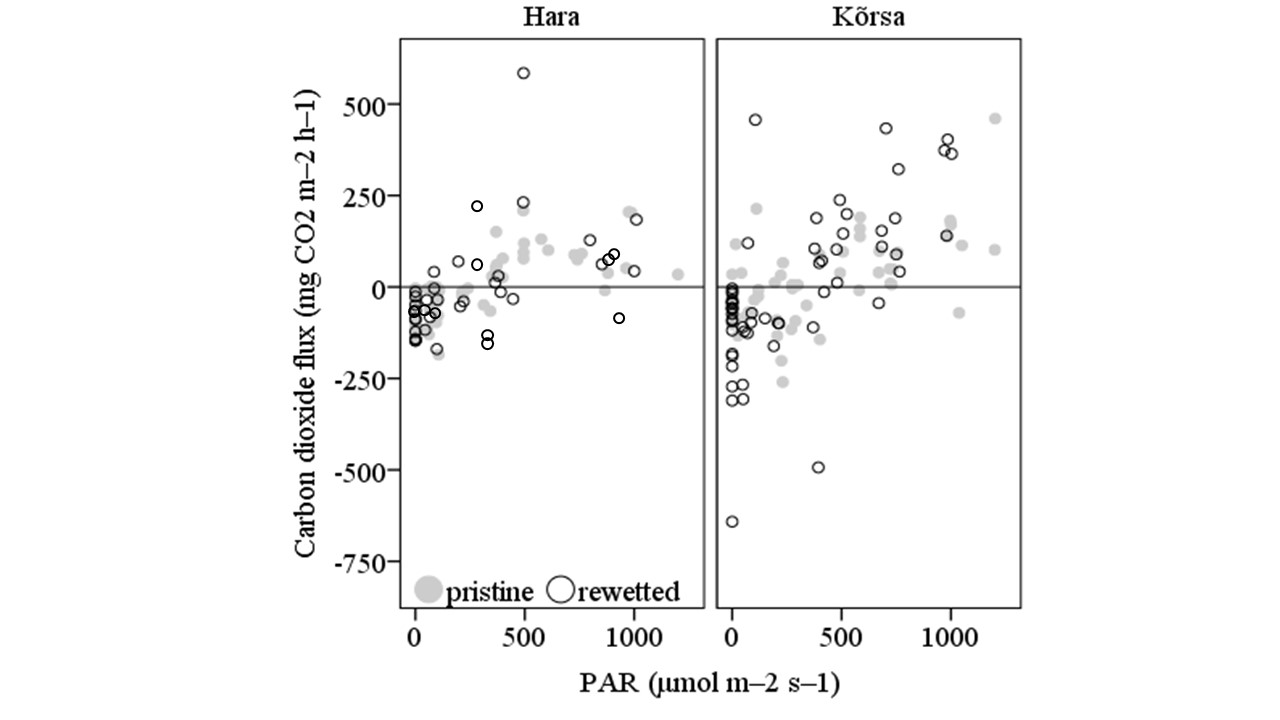 Hara
Kõrsa
Carbon dioxide flux (mg CO2 m–2 h–1)
500
250
0
-250
-500
-750
pristine
rewetted
0 500 1000
0 500 1000
PAR (µmol m–2 s–1)